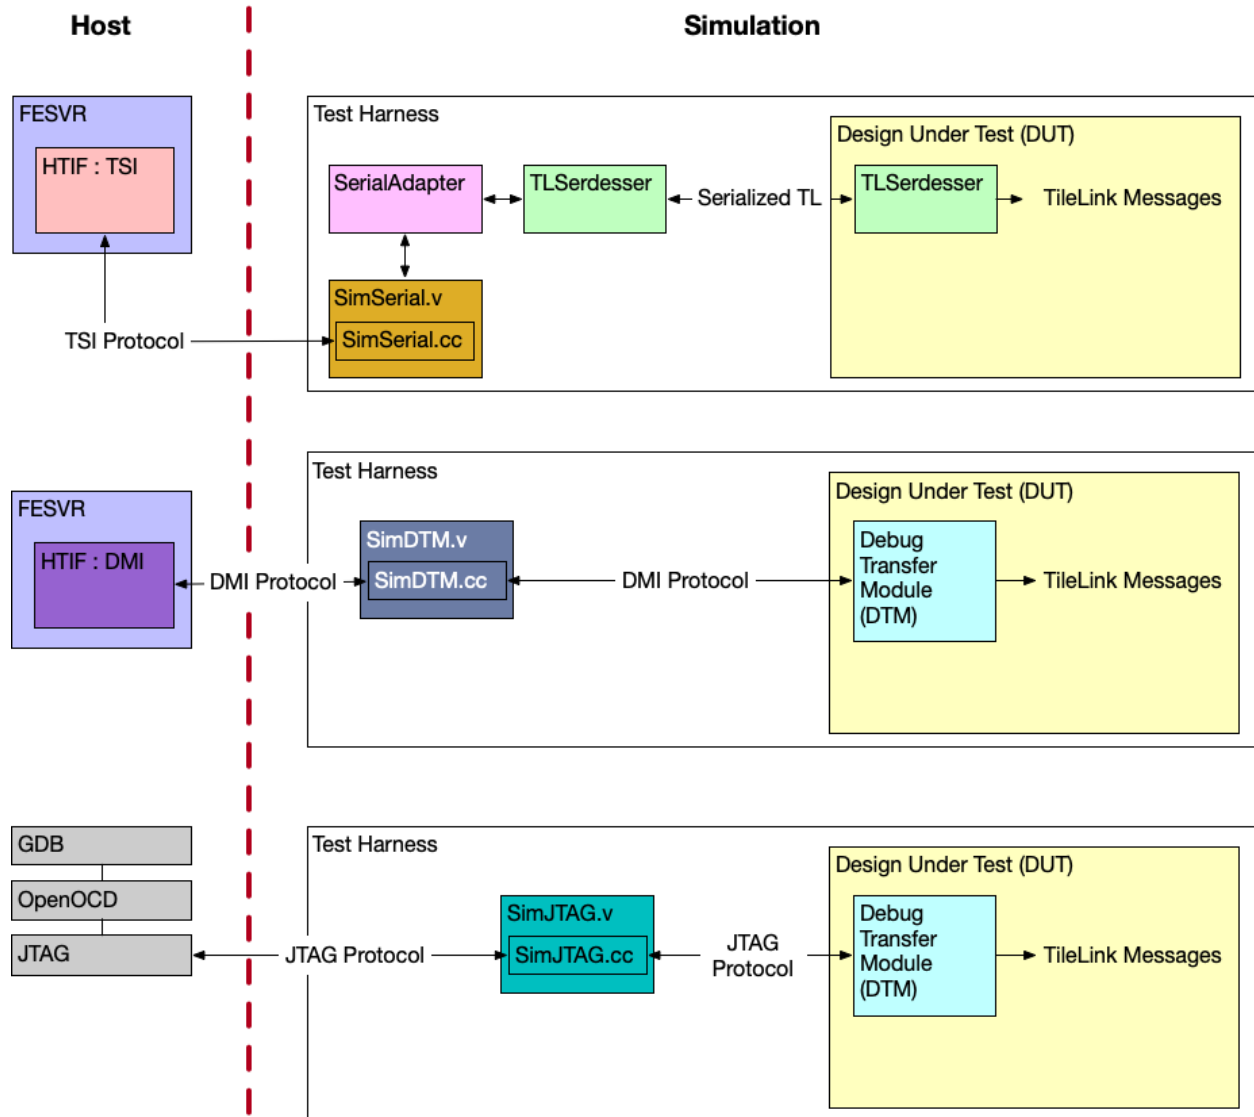 Host
Simulation
FESVR
HTIF : TSI
TSI Protocol
Test Harness
SerialAdapter
TLSerdesser
Serialized TL
SimSerial.v
SimSerial.cc
Design Under Test (DUT)
TLSerdesser
TileLink Messages
FESVR
HTIF : DMI
DMI Protocol
Test Harness
SimDTM.v
SimDTM.cc
DMI Protocol
Design Under Test (DUT)
Debug
Transfer
Module
(DTM)
TileLink Messages
GDB
OpenOCD
JTAG
JTAG Protocol
Test Harness
SimJTAG.v
SimJTAG.cc
JTAG
Protocol
Design Under Test (DUT)
Debug
Transfer
Module
(DTM)
TileLink Messages